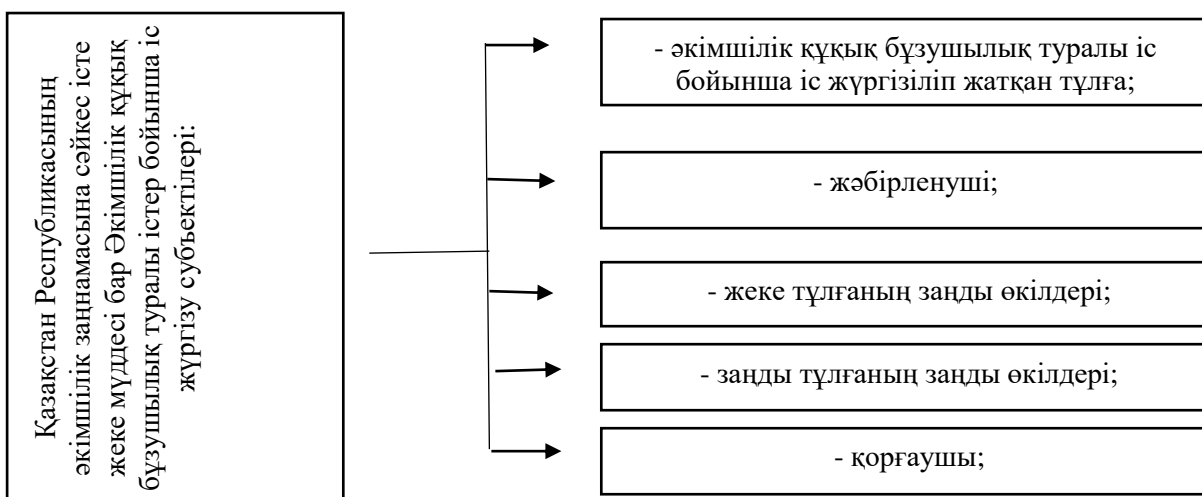 Қазақстан Республикасының
әкімшілік заңнамасына сәйкес істе
жеке мүддесі бар Әкімшілік құқық
бұзушылық туралы істер бойынша іс
жүргізу субъектілері:
- әкімшілік құқық бұзушылық туралы іс
бойынша іс жүргізіліп жатқан тұлға;
- жәбірленуші;
- жеке тұлғаның заңды өкілдері;
- заңды тұлғаның заңды өкілдері;
- қорғаушы;